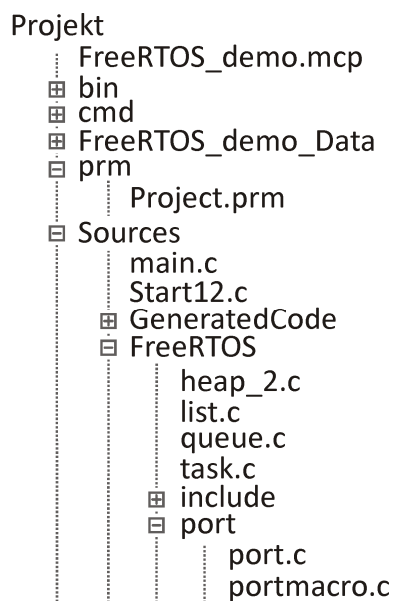 Projekt
FreeRTOS_demo.mcp
bin
cmd
FreeRTOS_demo_Data
prm
Project.prm
Sources
main.c
Start12.c
GeneratedCode
FreeRTOS
heap_2.c
list.c
queue.c
task.c
include
port
port.c
portmacro.c